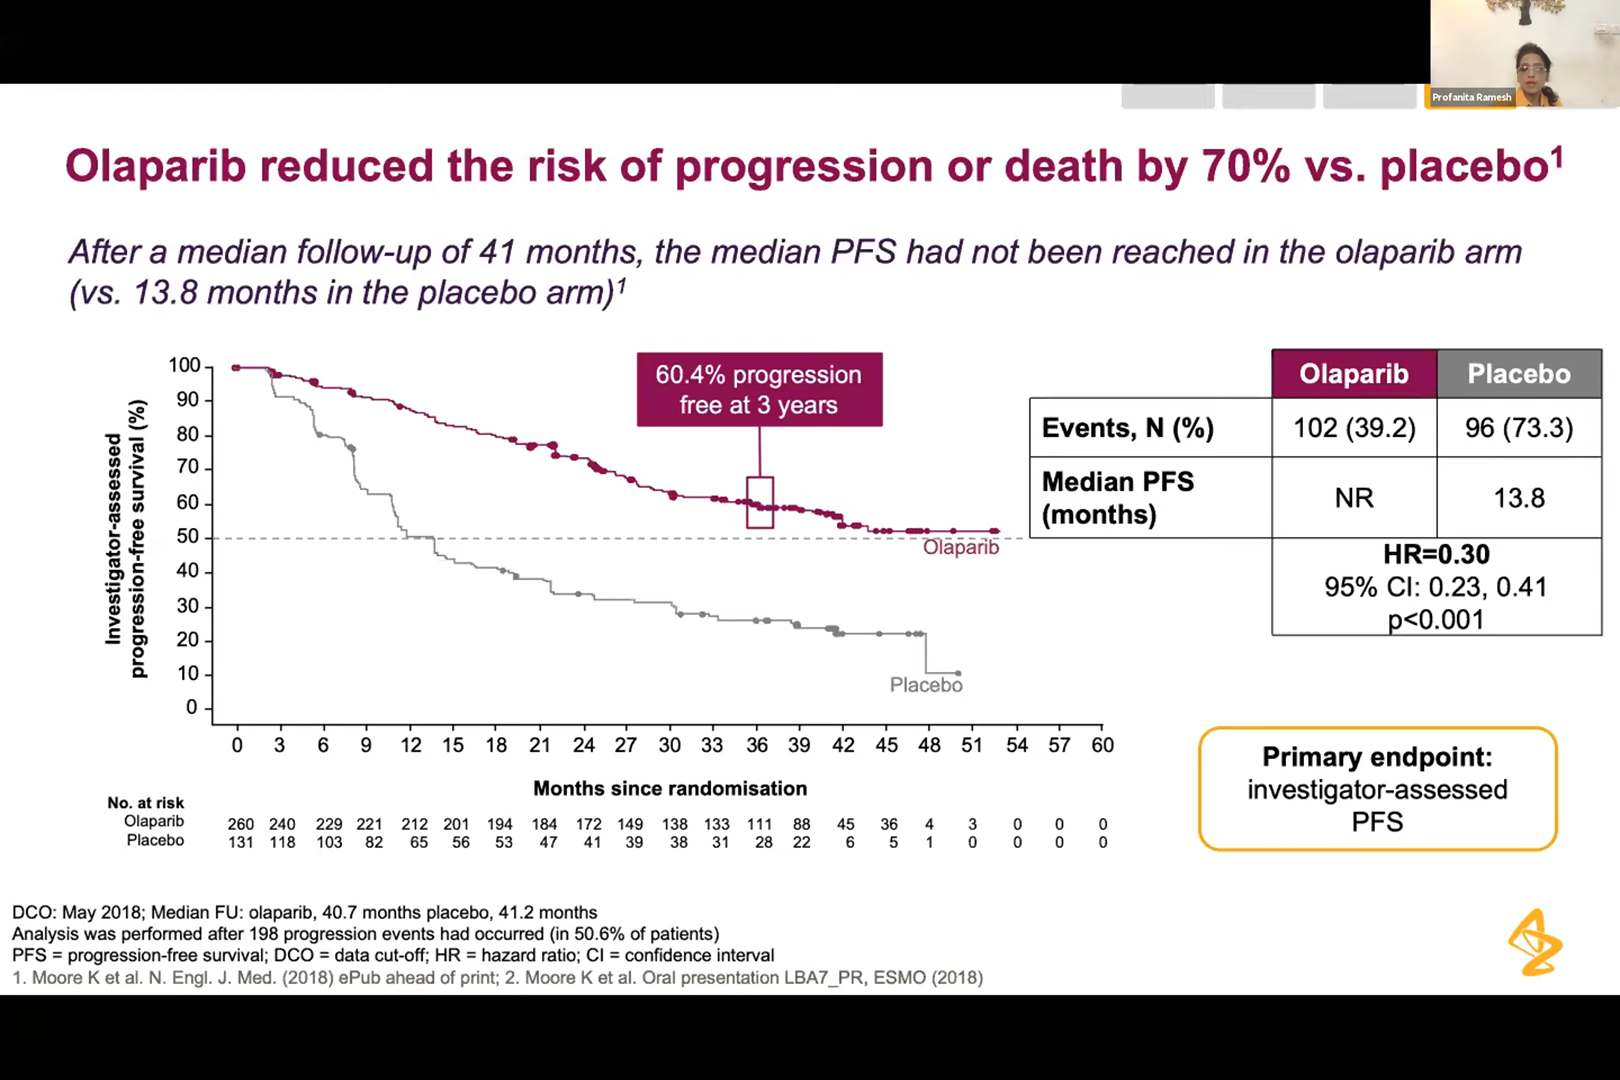 Profanita Ramesh
Olaparib reduced the risk of progression or death by 70% vs. placebo¹
After a median follow-up of 41 months, the median PFS had not been reached in the olaparib arm
(vs. 13.8 months in the placebo arm)¹
Investigator-assessed
progression-free survival (%)
100
90
80
70
60
50
40
30
20
10
0
60.4% progression
free at 3 years
Olaparib
Placebo
0 3 6 9 12 15 18 21 24 27 30 33 36 39 42 45 48 51 54 57 60
Months since randomisation
No. at risk
Olaparib 260 240 229 221 212 201 194 184 172 149 138 133 111 88 45 36 4 3 0 0 0
Placebo 131 118 103 82 65 56 53 47 41 39 38 31 28 22 6 5 1 0 0 0 0
Olaparib Placebo
Events, N (%) 102 (39.2) 96 (73.3)
Median PFS
(months) NR 13.8
HR=0.30
95% CI: 0.23, 0.41
p<0.001
Primary endpoint:
investigator-assessed
PFS
DCO: May 2018; Median FU: olaparib, 40.7 months placebo, 41.2 months
Analysis was performed after 198 progression events had occurred (in 50.6% of patients)
PFS = progression-free survival; DCO = data cut-off; HR = hazard ratio; CI = confidence interval
1. Moore K et al. N. Engl. J. Med. (2018) ePub ahead of print; 2. Moore K et al. Oral presentation LBA7_PR, ESMO (2018)